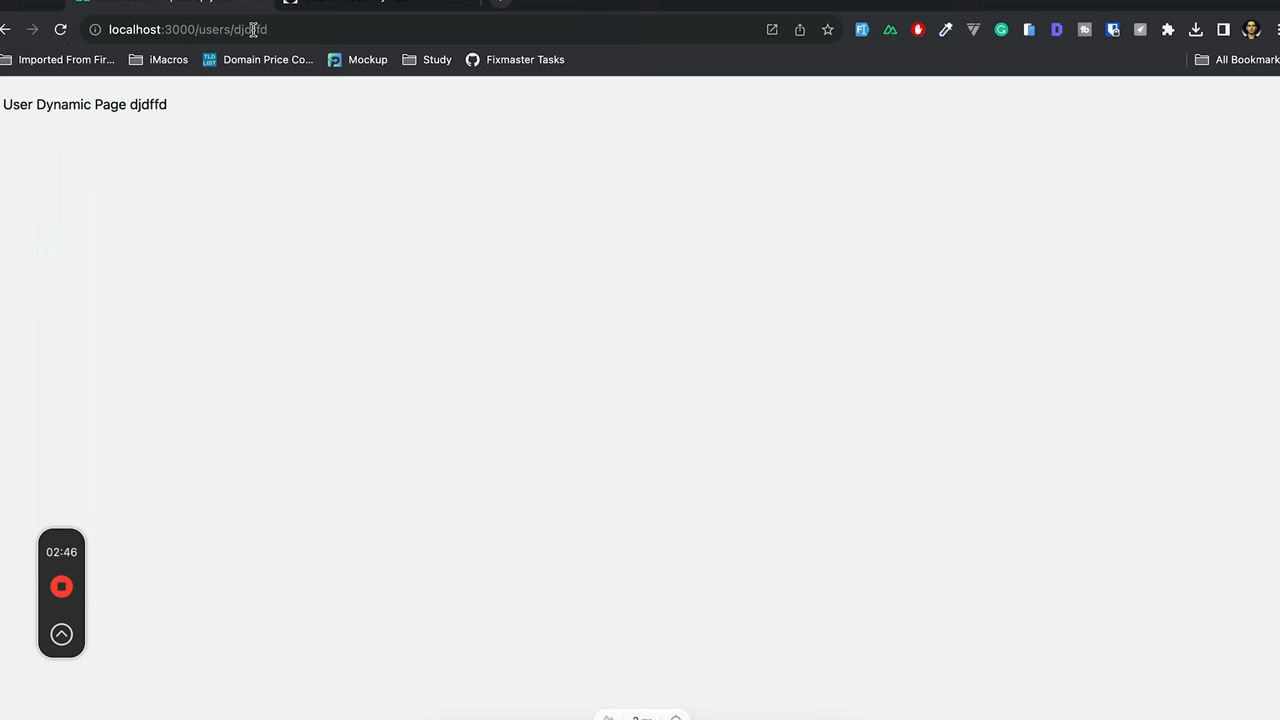 localhost:3000/users/djdffd
Imported From Fir... iMacros Domain Price Co... Mockup Study Fixmaster Tasks All Bookmark
User Dynamic Page djdffd
02:46